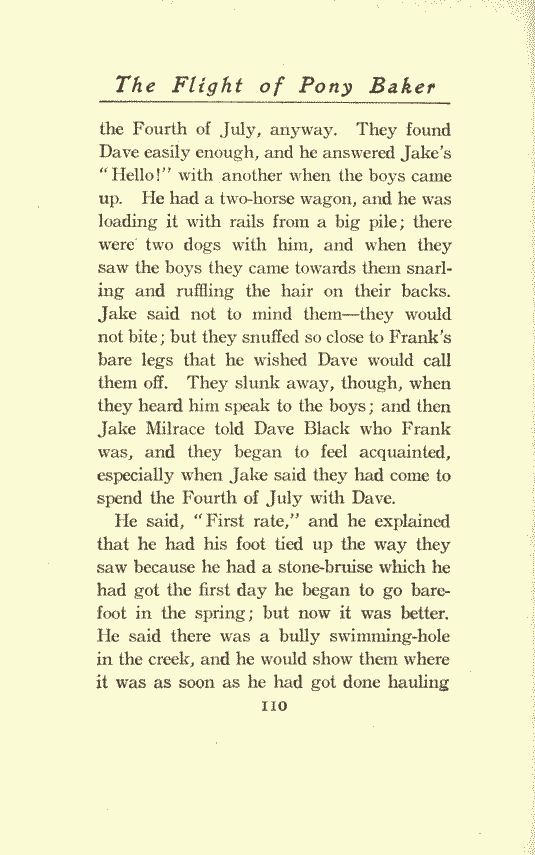 The Flight of Pony Baker
the Fourth of July, anyway. They found
Dave easily enough, and he answered Jake's
"Hello!" with another when the boys came
up. He had a two-horse wagon, and he was
loading it with rails from a big pile; there
were two dogs with him, and when they
saw the boys they came towards them snarl-
ing and ruffling the hair on their backs.
Jake said not to mind them—they would
not bite; but they snuffed so close to Frank's
bare legs that he wished Dave would call
them off. They slunk away, though, when
they heard him speak to the boys; and then
Jake Milrace told Dave Black who Frank
was, and they began to feel acquainted,
especially when Jake said they had come to
spend the Fourth of July with Dave.
He said, "First rate," and he explained
that he had his foot tied up the way they
saw because he had a stone-bruise which he
had got the first day he began to go bare-
foot in the spring; but now it was better.
He said there was a bully swimming-hole
in the creek, and he would show them where
it was as soon as he had got done hauling
110